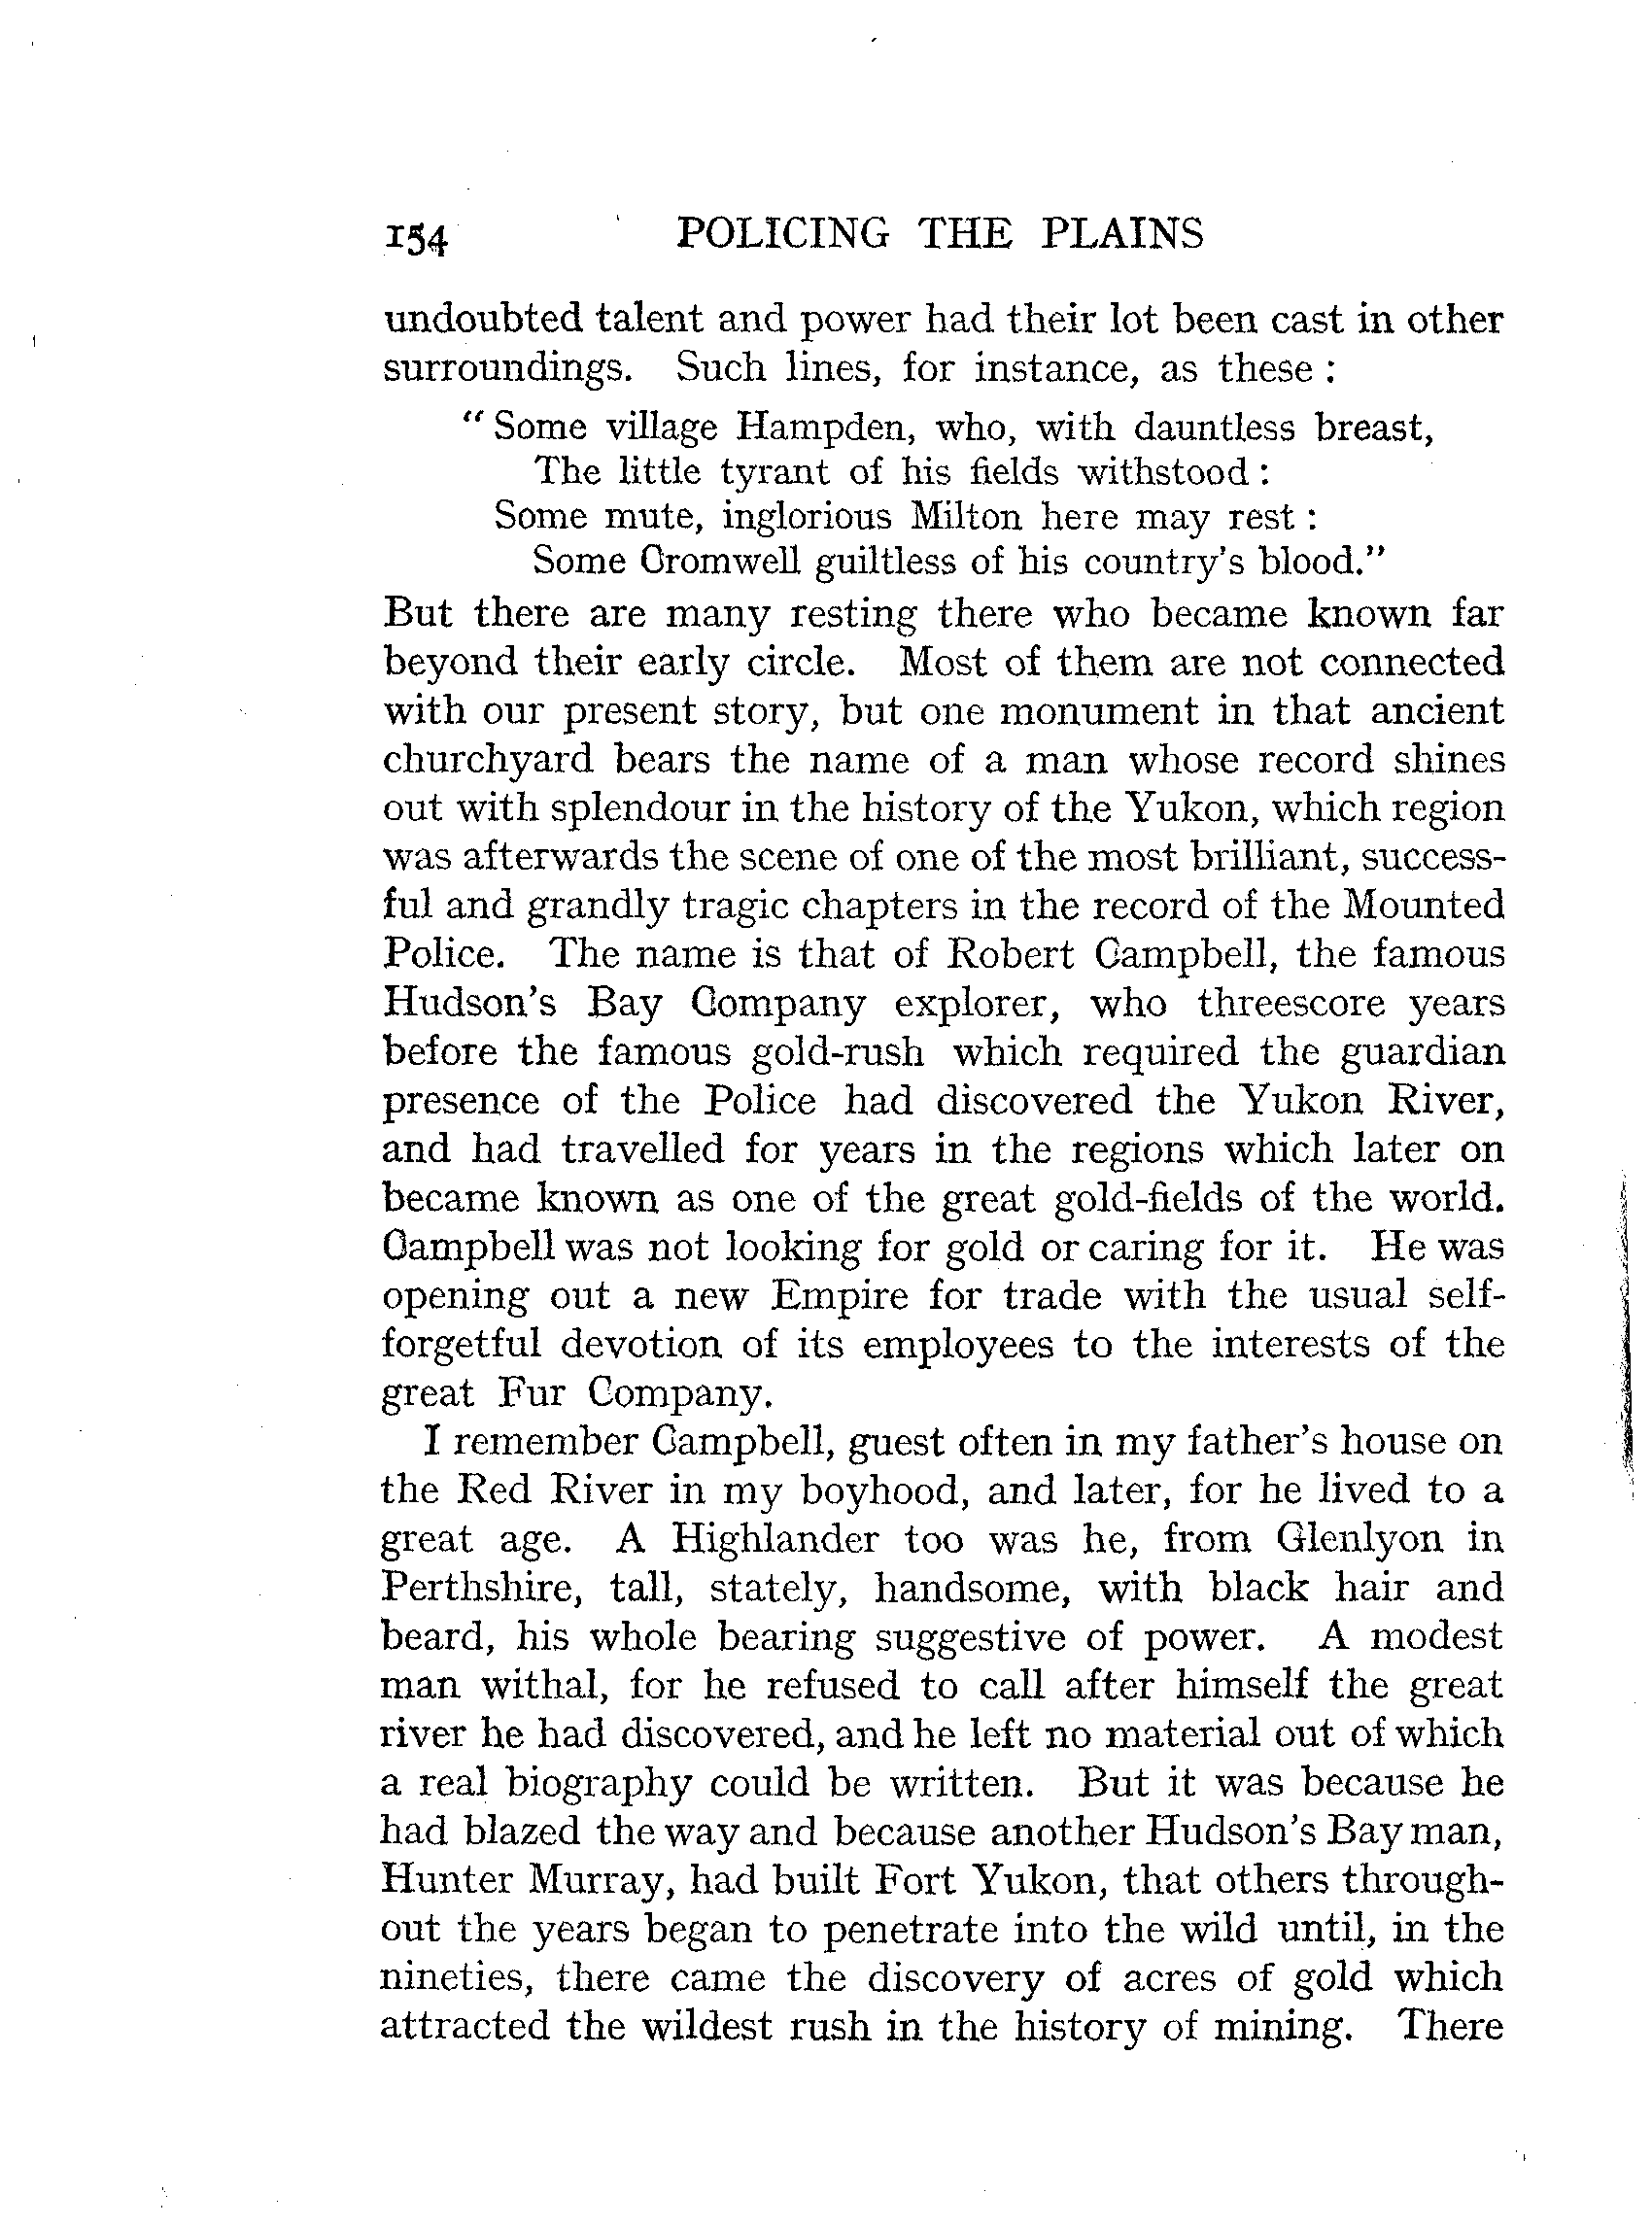 154 POLICING THE PLAINS
undoubted talent and power had their lot been cast in other
surroundings. Such lines, for instance, as these :
“ Some village Hampden, who, with dauntless breast,
The little tyrant of his fields withstood :
Some mute, inglorious Milton here may rest :
Some Cromwell guiltless of his country's blood.”
But there are many resting there who became known far
beyond their early circle. Most of them are not connected
with our present story, but one monument in that ancient
churchyard bears the name of a man whose record shines
out with splendour in the history of the Yukon, which region
was afterwards the scene of one of the most brilliant, success-
ful and grandly tragic chapters in the record of the Mounted
Police. The name is that of Robert Campbell, the famous
Hudson's Bay Company explorer, who threescore years
before the famous gold-rush which required the guardian
presence of the Police had discovered the Yukon River,
and had travelled for years in the regions which later on
became known as one of the great gold-fields of the world.
Campbell was not looking for gold or caring for it. He was
opening out a new Empire for trade with the usual self-
forgetful devotion of its employees to the interests of the
great Fur Company.
I remember Campbell, guest often in my father's house on
the Red River in my boyhood, and later, for he lived to a
great age. A Highlander too was he, from Glenlyon in
Perthshire, tall, stately, handsome, with black hair and
beard, his whole bearing suggestive of power. A modest
man withal, for he refused to call after himself the great
river he had discovered, and he left no material out of which
a real biography could be written. But it was because he
had blazed the way and because another Hudson's Bay man,
Hunter Murray, had built Fort Yukon, that others through-
out the years began to penetrate into the wild until, in the
nineties, there came the discovery of acres of gold which
attracted the wildest rush in the history of mining. There